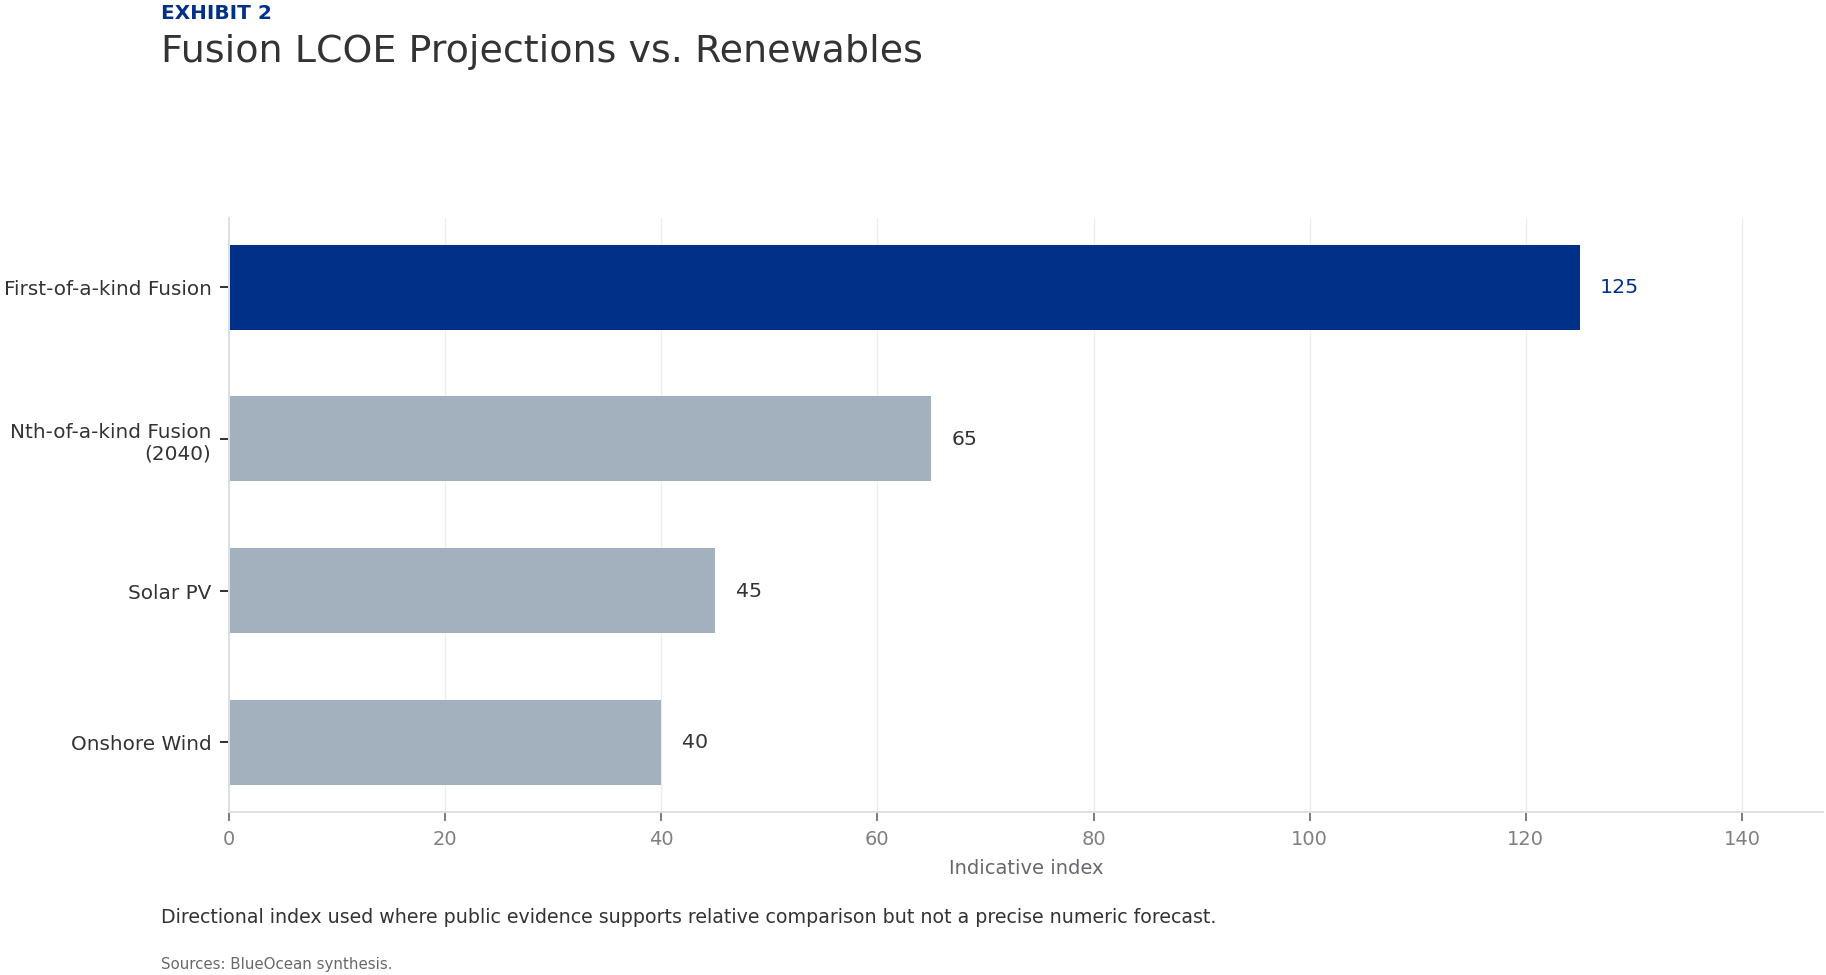 EXHIBIT 2
Fusion LCOE Projections vs. Renewables
First-of-a-kind Fusion
125
Nth-of-a-kind Fusion
(2040)
65
Solar PV
45
Onshore Wind
40
0 20 40 60 80 100 120 140
Indicative index
Directional index used where public evidence supports relative comparison but not a precise numeric forecast.
Sources: BlueOcean synthesis.